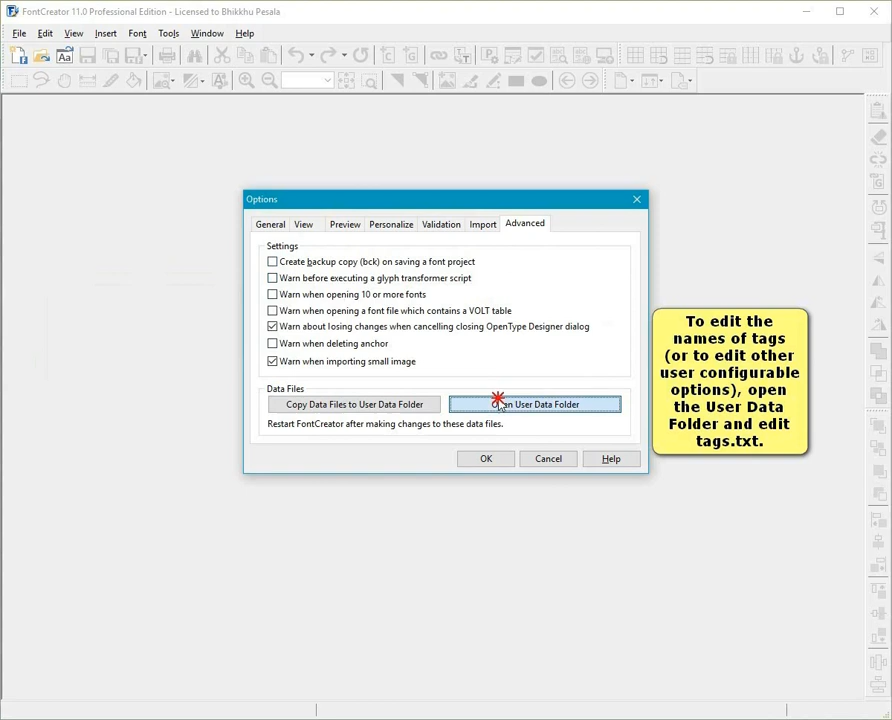 FontCreator 11.0 Professional Edition - Licensed to Bhikkhu Pesala
File Edit View Insert Font Tools Window Help
Options
General View Preview Personalize Validation Import Advanced
Settings
Create backup copy (bck) on saving a font project
Warn before executing a glyph transformer script
Warn when opening 10 or more fonts
Warn when opening a font file which contains a VOLT table
Warn about losing changes when cancelling closing OpenType Designer dialog
Warn when deleting anchor
Warn when importing small image
Data Files
Copy Data Files to User Data Folder Open User Data Folder
Restart FontCreator after making changes to these data files.
OK Cancel Help
To edit the
names of tags
(or to edit other
user configurable
options), open
the User Data
Folder and edit
tags.txt.